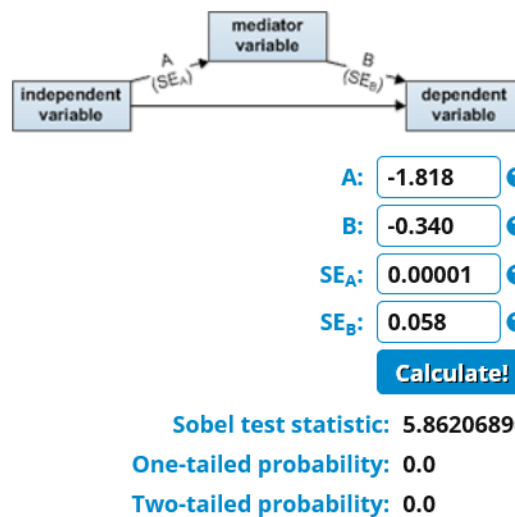 mediator
variable
A
(SEA)
B
(SEB)
independent
variable
dependent
variable
A: -1.818
B: -0.340
SEA: 0.00001
SEB: 0.058
Calculate!
Sobel test statistic: 5.8620689
One-tailed probability: 0.0
Two-tailed probability: 0.0